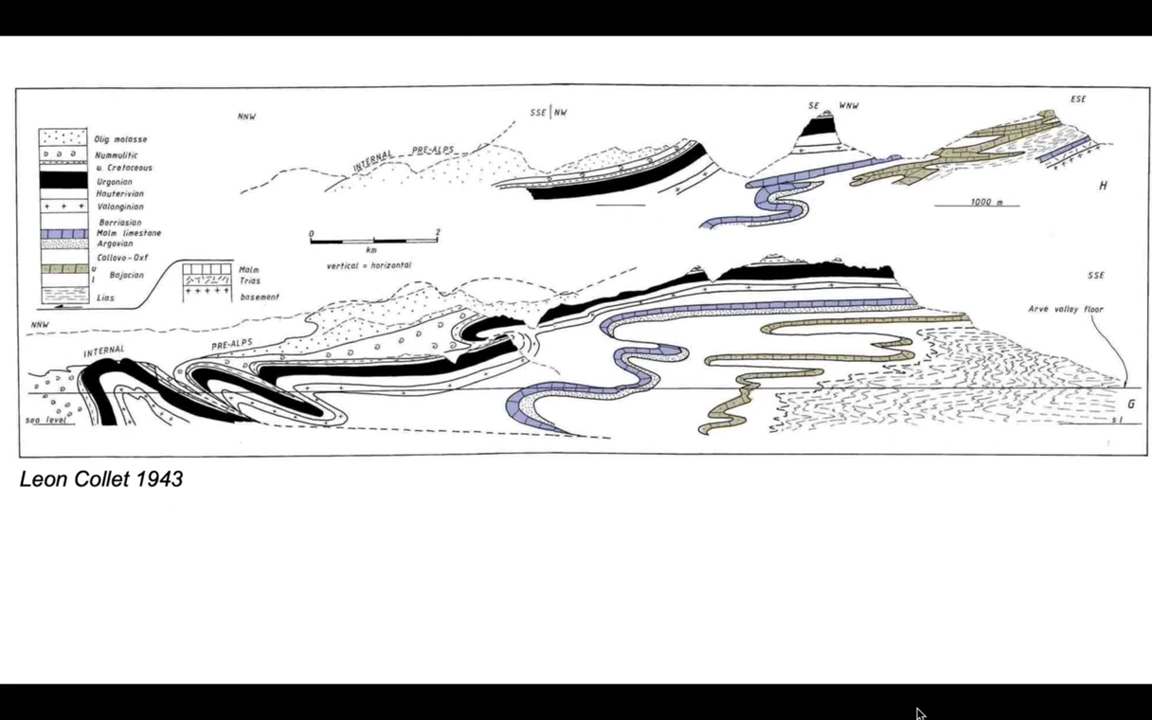 NNW
SSE | NW
SE WNW
ESE
Olig. molasse
Nummulitic
u. Cretaceous
Urgonian
Hauterivian
Valanginian
Berriasian
Malm limestone
Argovian
Callovo-Oxf
u
Bajocian
l
Lias
Malm
Trias
basement
INTERNAL PRE-ALPS
H
1000 m
0 2
km
vertical = horizontal
SSE
Arve valley floor
NNW
INTERNAL PRE-ALPS
sea level
G
s l
Leon Collet 1943